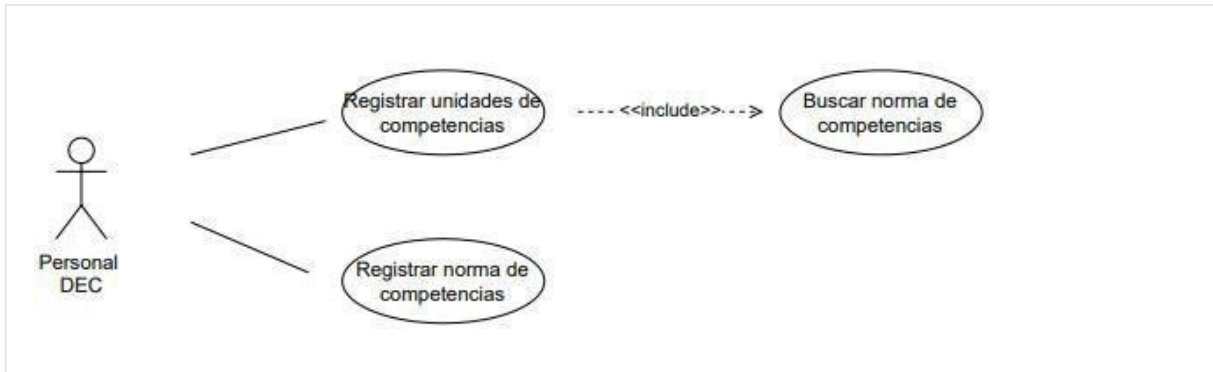 Registrar unidades de
competencias
<<include>>
Buscar norma de
competencias
Personal
DEC
Registrar norma de
competencias